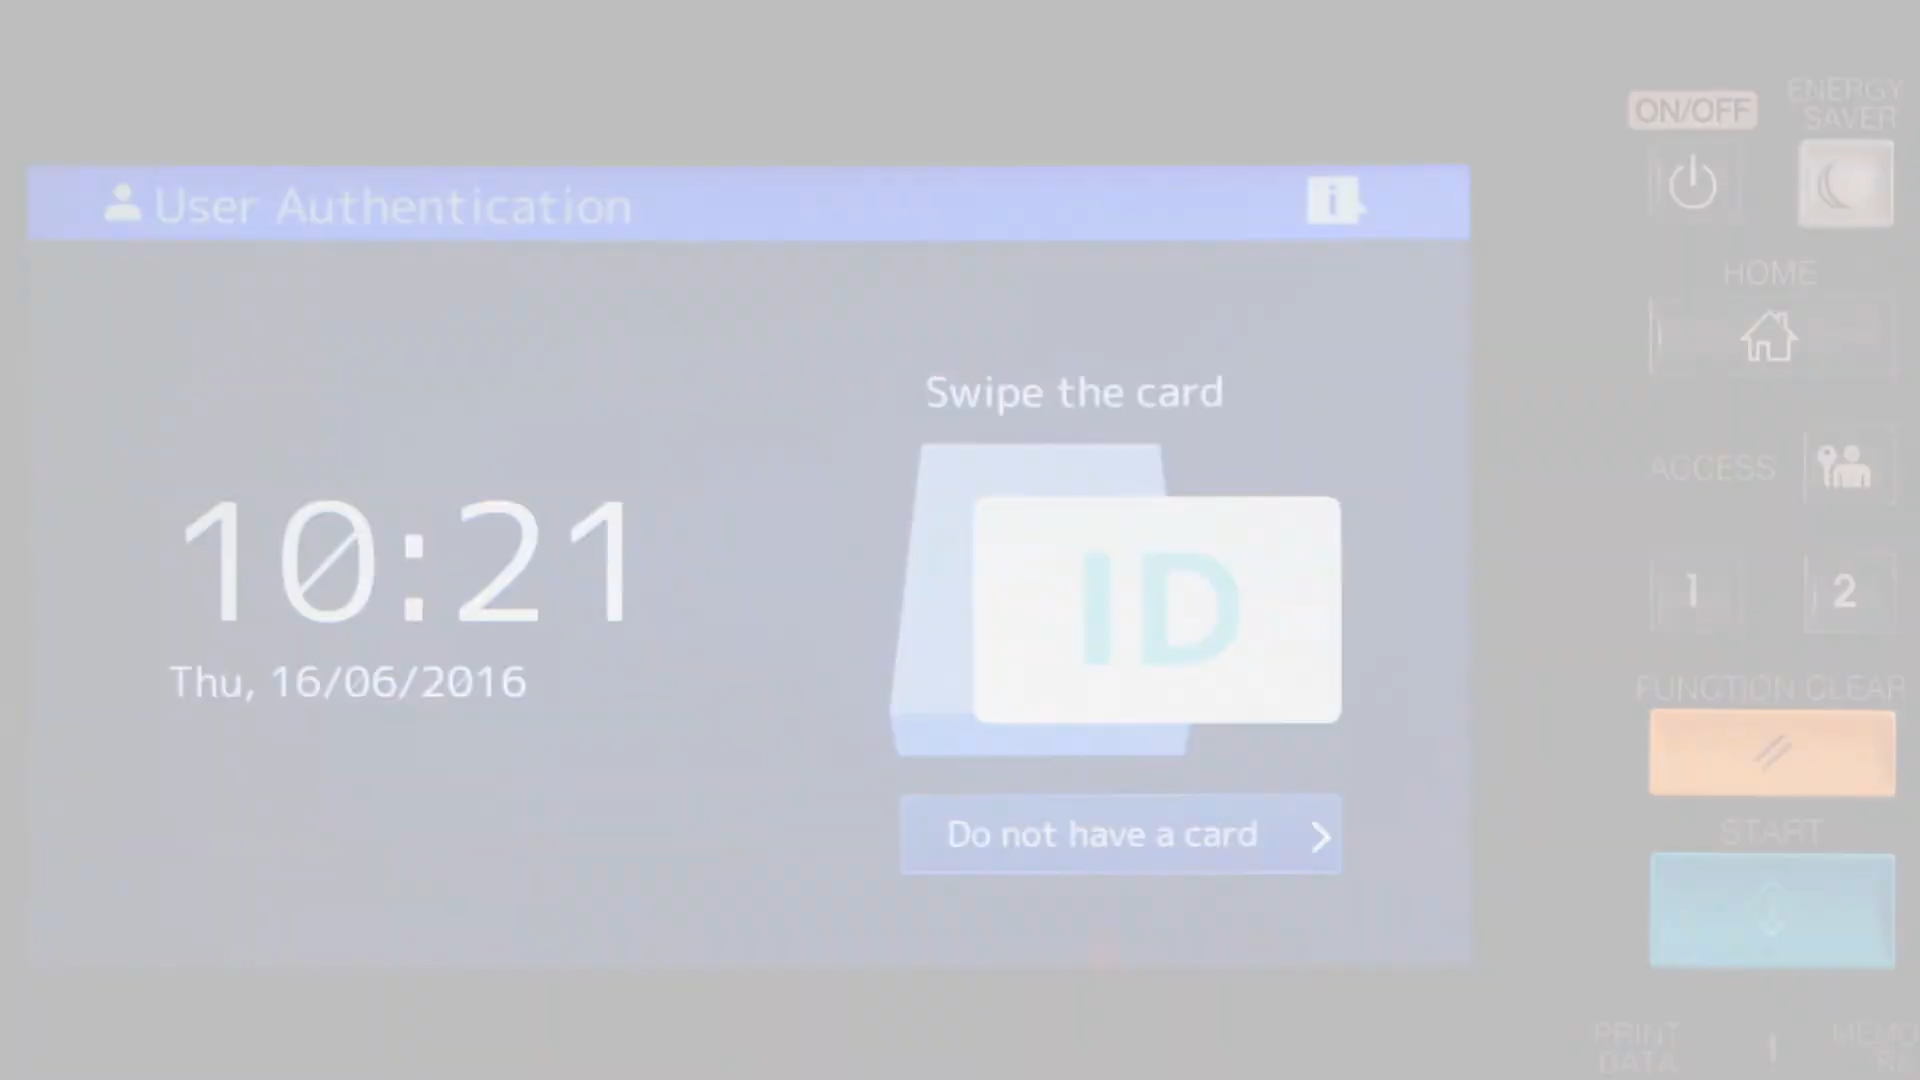 ON/OFF
ENERGY
SAVER
User Authentication
i
HOME
Swipe the card
ACCESS
10:21
ID
1
2
Thu, 16/06/2016
FUNCTION CLEAR
Do not have a card
START
PRINT
DATA